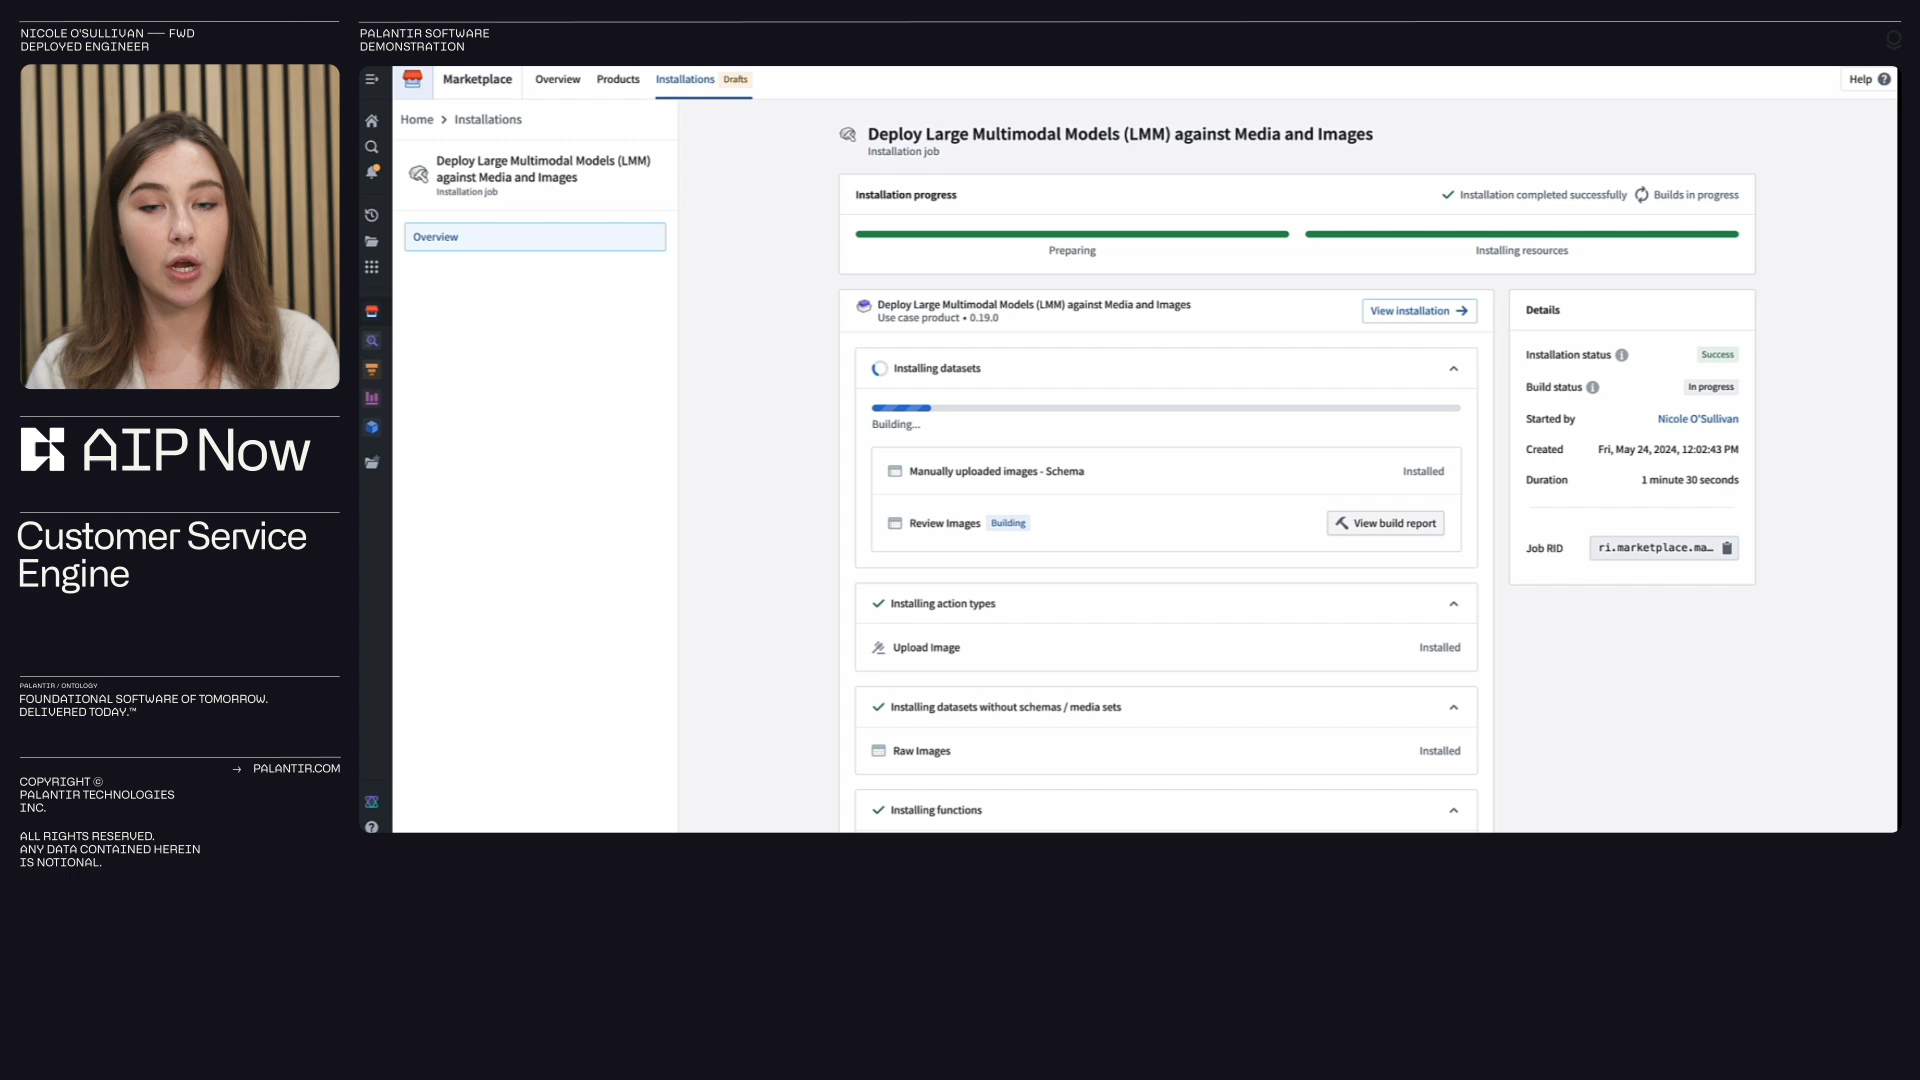 NICOLE O'SULLIVAN — FWD
DEPLOYED ENGINEER
PALANTIR SOFTWARE
DEMONSTRATION
AIP Now
Customer Service
Engine
PALANTIR / ONTOLOGY
FOUNDATIONAL SOFTWARE OF TOMORROW.
DELIVERED TODAY.™
→ PALANTIR.COM
COPYRIGHT ©
PALANTIR TECHNOLOGIES
INC.
ALL RIGHTS RESERVED.
ANY DATA CONTAINED HEREIN
IS NOTIONAL.
Marketplace
Overview
Products
Installations
Drafts
Help
Home > Installations
Deploy Large Multimodal Models (LMM)
against Media and Images
Installation job
Overview
Deploy Large Multimodal Models (LMM) against Media and Images
Installation job
Installation progress
Installation completed successfully
Builds in progress
Preparing
Installing resources
Deploy Large Multimodal Models (LMM) against Media and Images
Use case product • 0.19.0
View installation →
Installing datasets
Building...
Manually uploaded images - Schema
Installed
Review Images
Building
View build report
Installing action types
Upload Image
Installed
Installing datasets without schemas / media sets
Raw Images
Installed
Installing functions
Details
Installation status
Success
Build status
In progress
Started by
Nicole O'Sullivan
Created
Fri, May 24, 2024, 12:02:43 PM
Duration
1 minute 30 seconds
Job RID
ri.marketplace.ma...